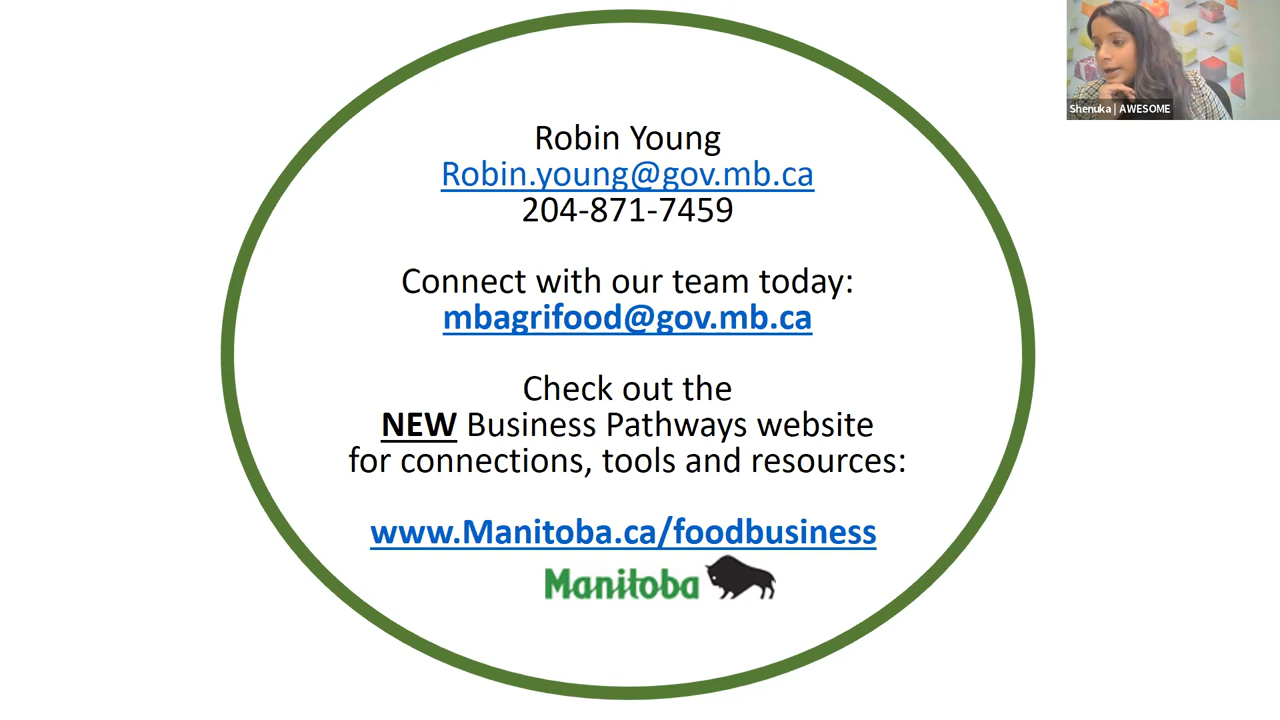 Robin Young
Robin.young@gov.mb.ca
204-871-7459
Connect with our team today:
mbagrifood@gov.mb.ca
Check out the
NEW Business Pathways website
for connections, tools and resources:
www.Manitoba.ca/foodbusiness
Manitoba
Shenuka | AWESOME